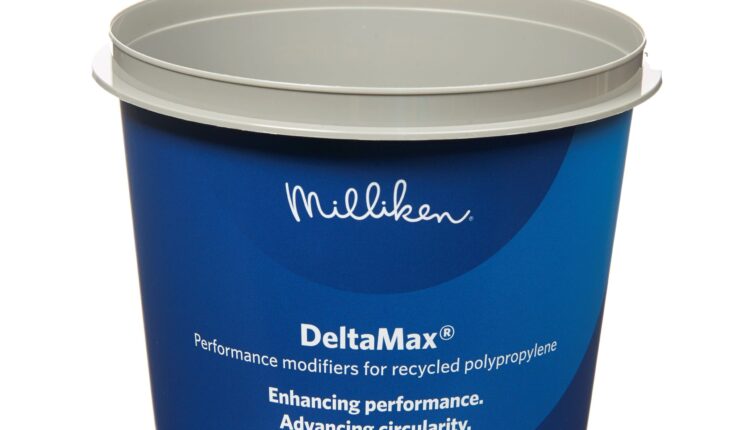 Milliken®
DeltaMax®
Performance modifiers for recycled polypropylene
Enhancing performance.
Advancing circularity.